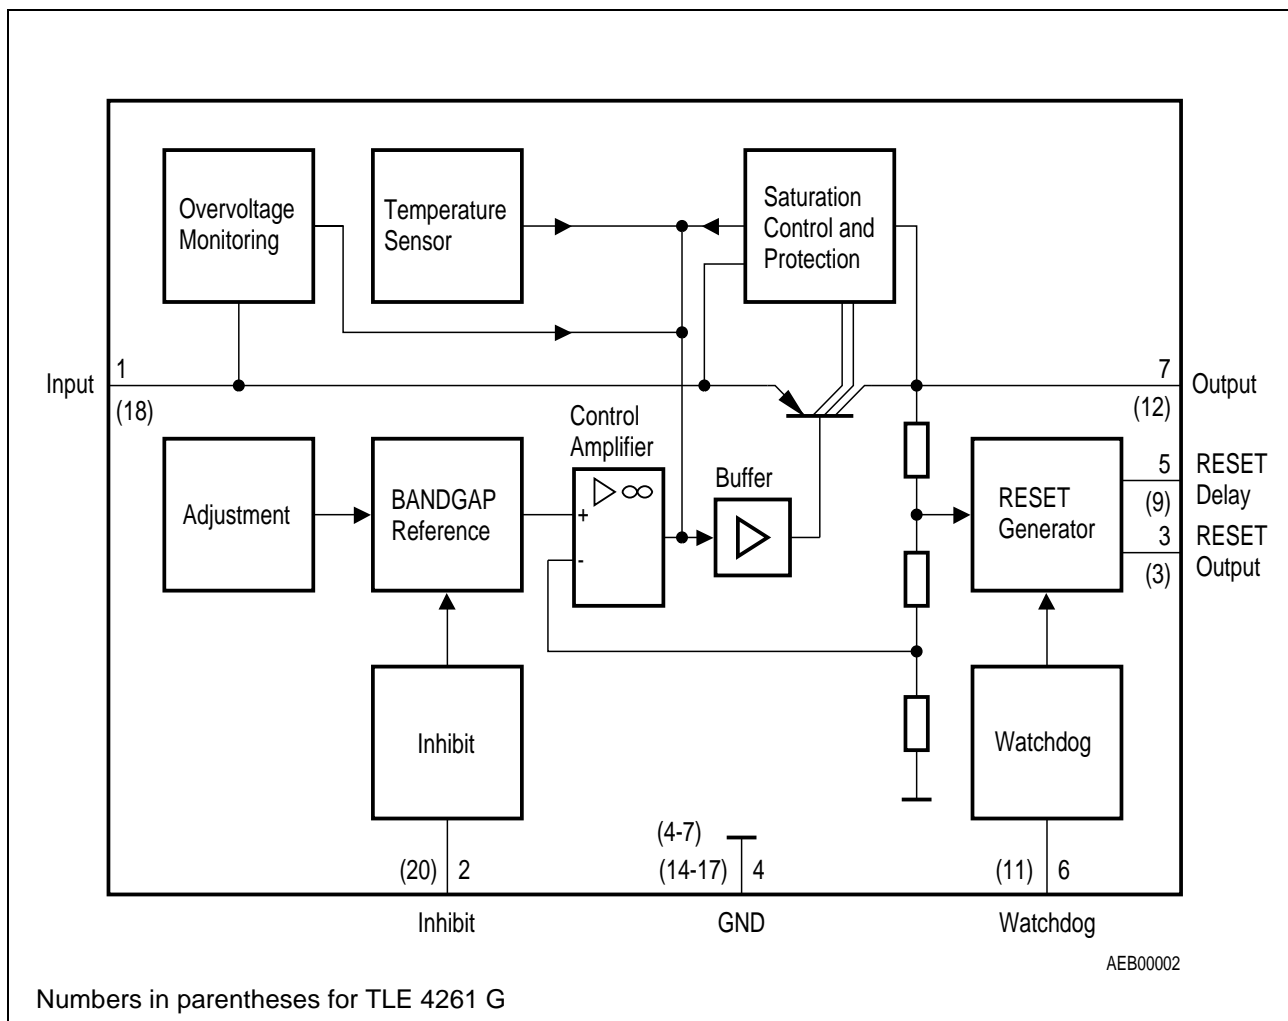 Overvoltage
Monitoring
Temperature
Sensor
Saturation
Control and
Protection
Input
1
(18)
7
(12)
Output
Control
Amplifier
Adjustment
BANDGAP
Reference
+
-
Buffer
RESET
Generator
5
(9)
RESET
Delay
3
(3)
RESET
Output
Inhibit
Watchdog
(20) 2
(4-7)
(14-17) 4
(11) 6
Inhibit
GND
Watchdog
AEB00002
Numbers in parentheses for TLE 4261 G